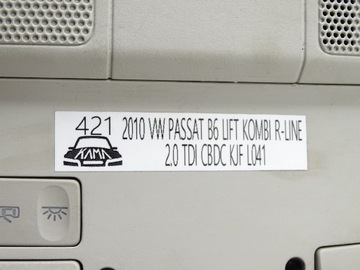 421 2010 VW PASSAT B6 LIFT KOMBI R-LINE
KAMA 2.0 TDI CBDC KJF L041